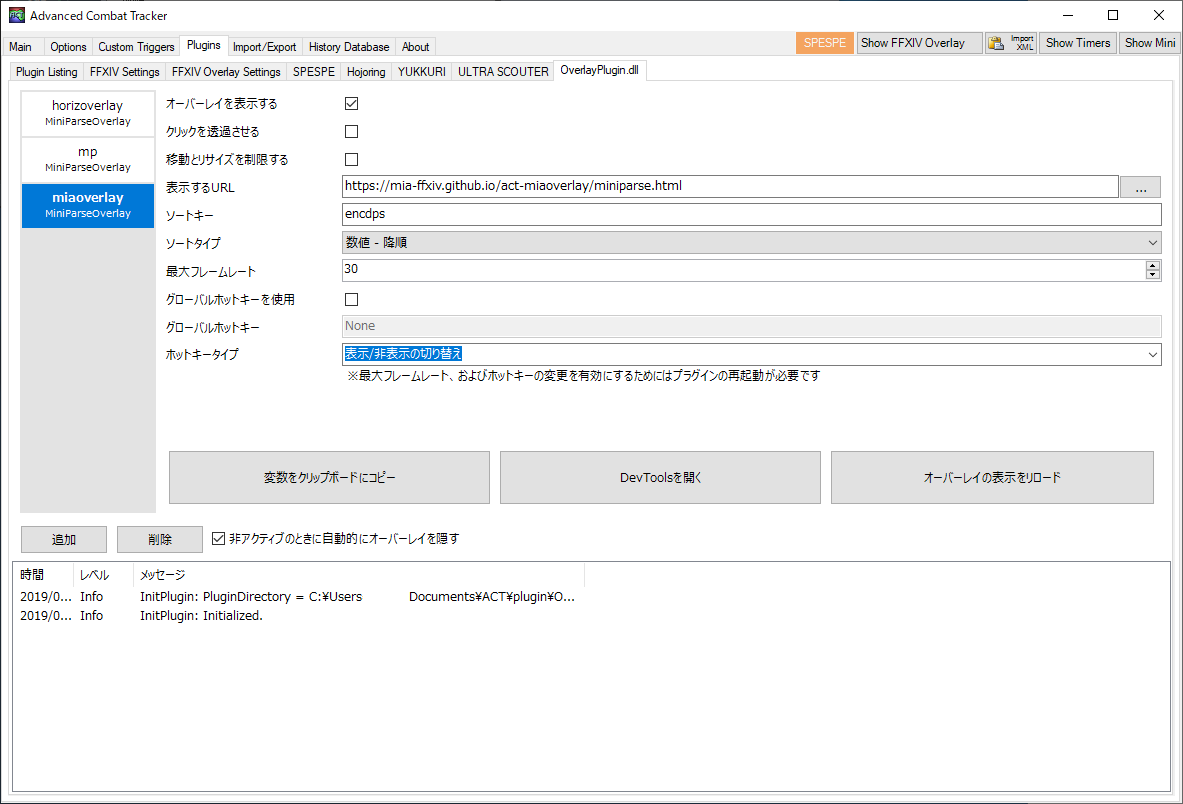 Advanced Combat Tracker
Main Options Custom Triggers Plugins Import/Export History Database About
SPESPE Show FFXIV Overlay Import XML Show Timers Show Mini
Plugin Listing FFXIV Settings FFXIV Overlay Settings SPESPE Hojoring YUKKURI ULTRA SCOUTER OverlayPlugin.dll
horizoverlay
MiniParseOverlay
mp
MiniParseOverlay
miaoverlay
MiniParseOverlay
オーバーレイを表示する
クリックを透過させる
移動とリサイズを制限する
表示するURL https://mia-ffxiv.github.io/act-miaoverlay/miniparse.html ...
ソートキー encdps
ソートタイプ 数値 - 降順
最大フレームレート 30
グローバルホットキーを使用
グローバルホットキー None
ホットキータイプ 表示/非表示の切り替え
※最大フレームレート、およびホットキーの変更を有効にするためにはプラグインの再起動が必要です
変数をクリップボードにコピー DevToolsを開く オーバーレイの表示をリロード
追加 削除 非アクティブのときに自動的にオーバーレイを隠す
時間 レベル メッセージ
2019/0... Info InitPlugin: PluginDirectory = C:¥Users Documents¥ACT¥plugin¥O...
2019/0... Info InitPlugin: Initialized.